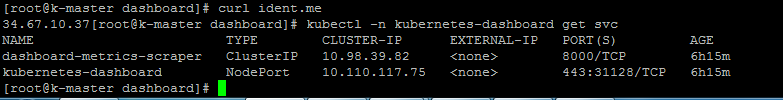 [root@k-master dashboard]# curl ident.me
34.67.10.37[root@k-master dashboard]# kubectl -n kubernetes-dashboard get svc
NAME TYPE CLUSTER-IP EXTERNAL-IP PORT(S) AGE
dashboard-metrics-scraper ClusterIP 10.98.39.82 <none> 8000/TCP 6h15m
kubernetes-dashboard NodePort 10.110.117.75 <none> 443:31128/TCP 6h15m
[root@k-master dashboard]#